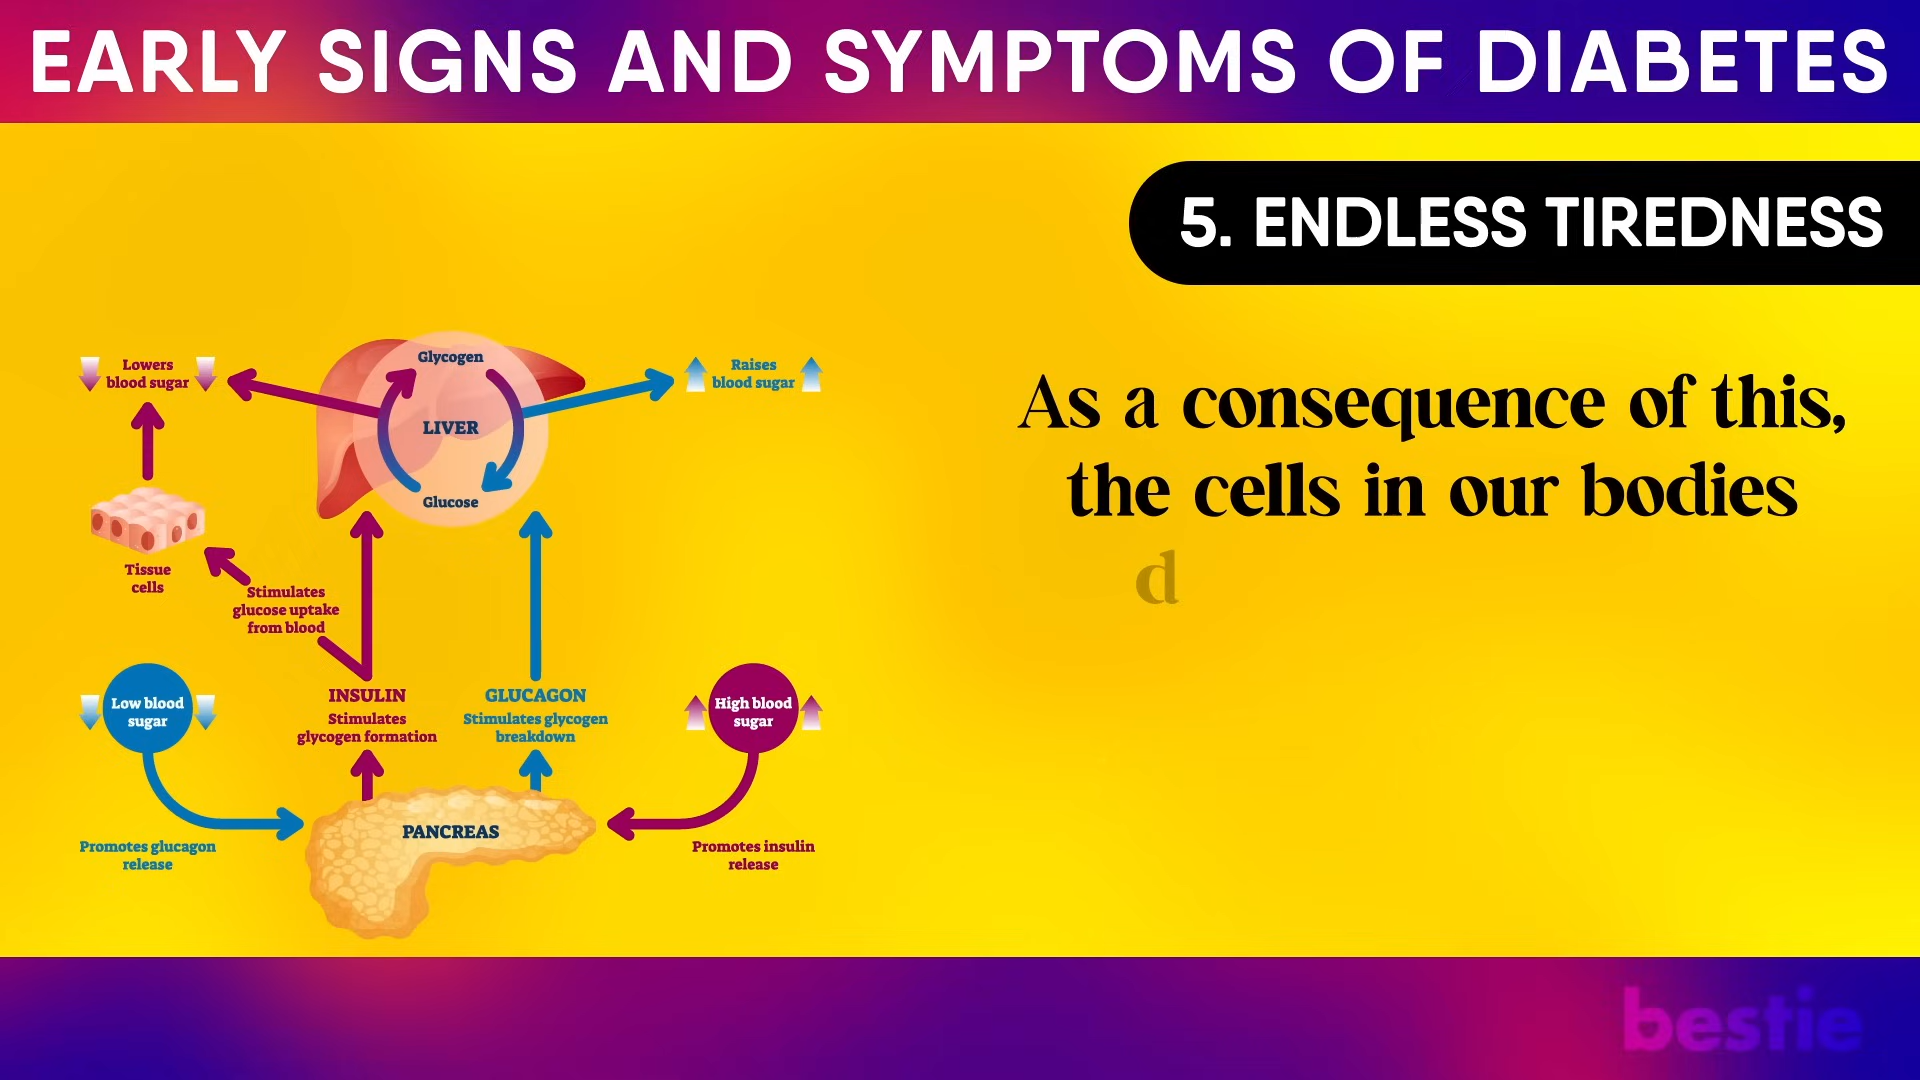 EARLY SIGNS AND SYMPTOMS OF DIABETES
5. ENDLESS TIREDNESS
As a consequence of this,
the cells in our bodies
d
Lowers
blood sugar
Glycogen
LIVER
Glucose
Raises
blood sugar
Tissue
cells
Stimulates
glucose uptake
from blood
Low blood
sugar
INSULIN
Stimulates
glycogen formation
GLUCAGON
Stimulates glycogen
breakdown
High blood
sugar
PANCREAS
Promotes glucagon
release
Promotes insulin
release
bestie